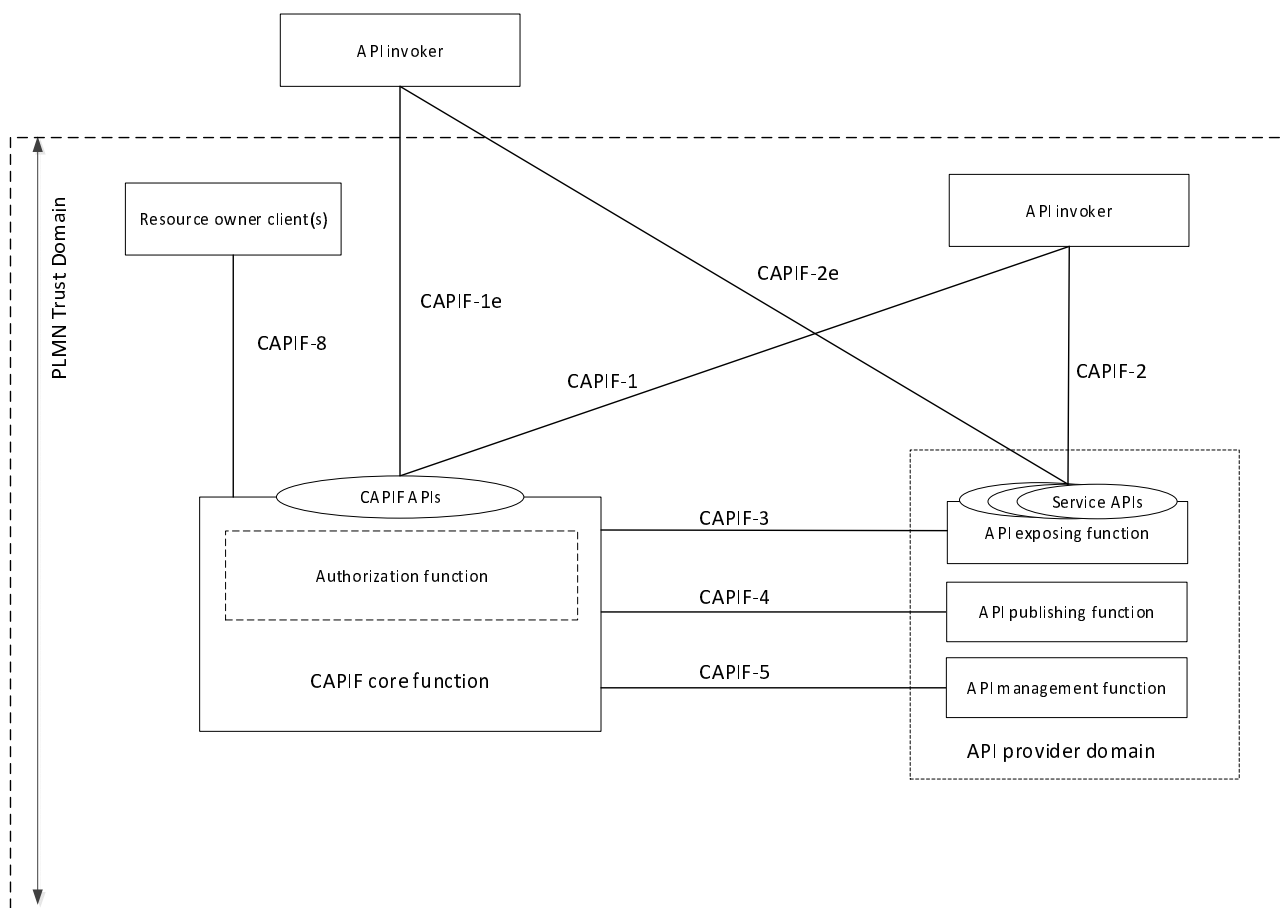 API invoker
PLMN Trust Domain
Resource owner client(s)
API invoker
CAPIF-2e
CAPIF-1e
CAPIF-8
CAPIF-1
CAPIF-2
CAPIF APIs
Service APIs
CAPIF-3
API exposing function
Authorization function
CAPIF-4
API publishing function
CAPIF core function
CAPIF-5
API management function
API provider domain